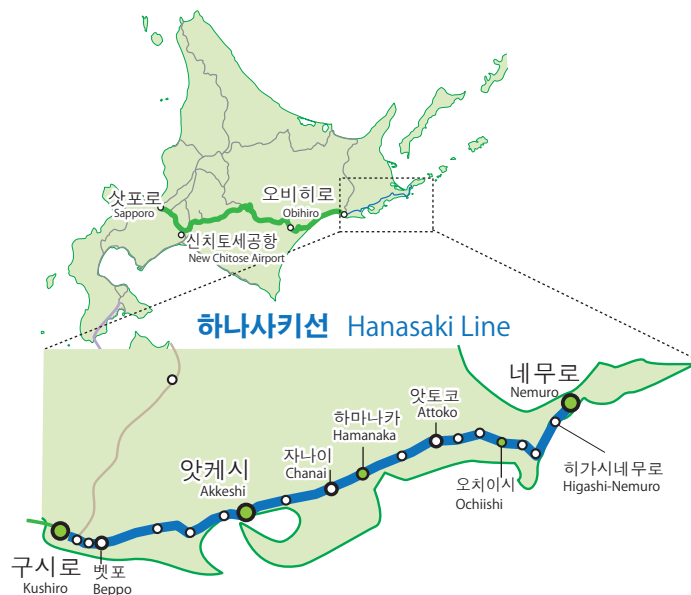 삿포로
Sapporo
오비히로
Obihiro
신치토세공항
New Chitose Airport
하나사키선 Hanasaki Line
네무로
Nemuro
앗토코
Attoko
하마나카
Hamanaka
자나이
Chanai
앗케시
Akkeshi
오치이시
Ochiishi
히가시네무로
Higashi-Nemuro
구시로
Kushiro
벳포
Beppo